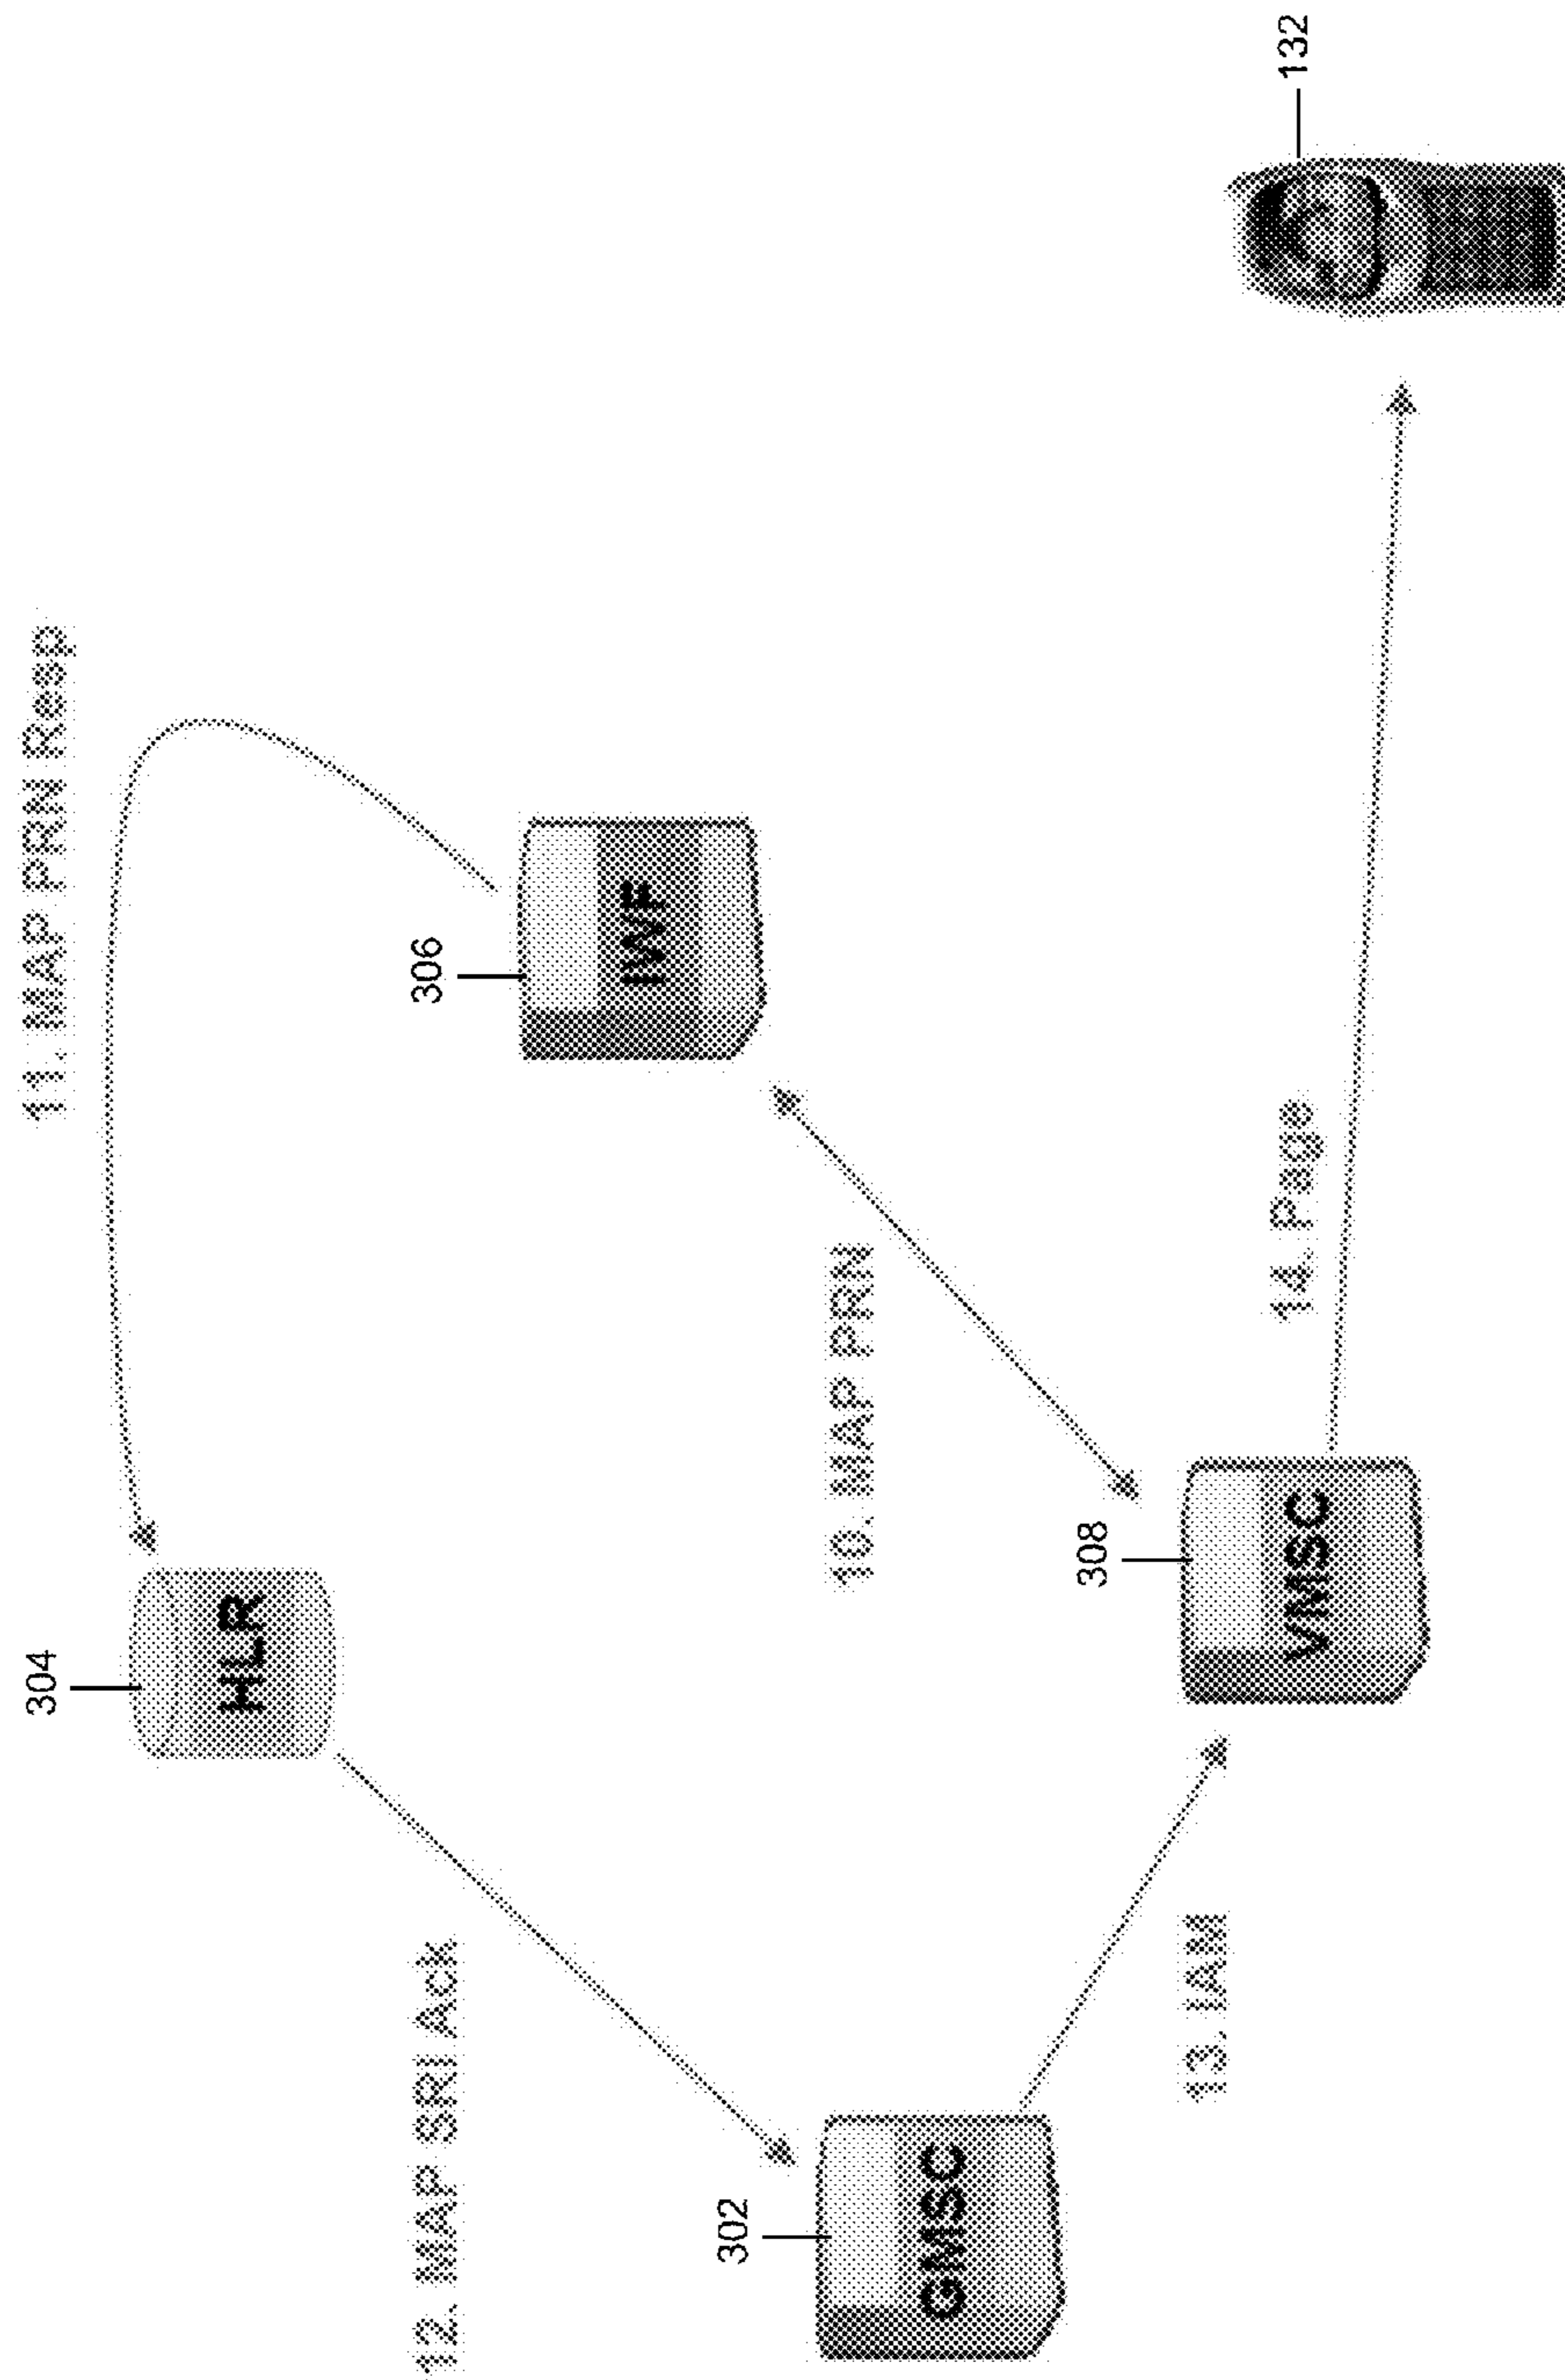 11. MAP PRN Resp
304
HLR
306
IWF
12. MAP SRI Ack
10. MAP PRN
302
GMSC
308
VMSC
13. IAM
14. Page
132